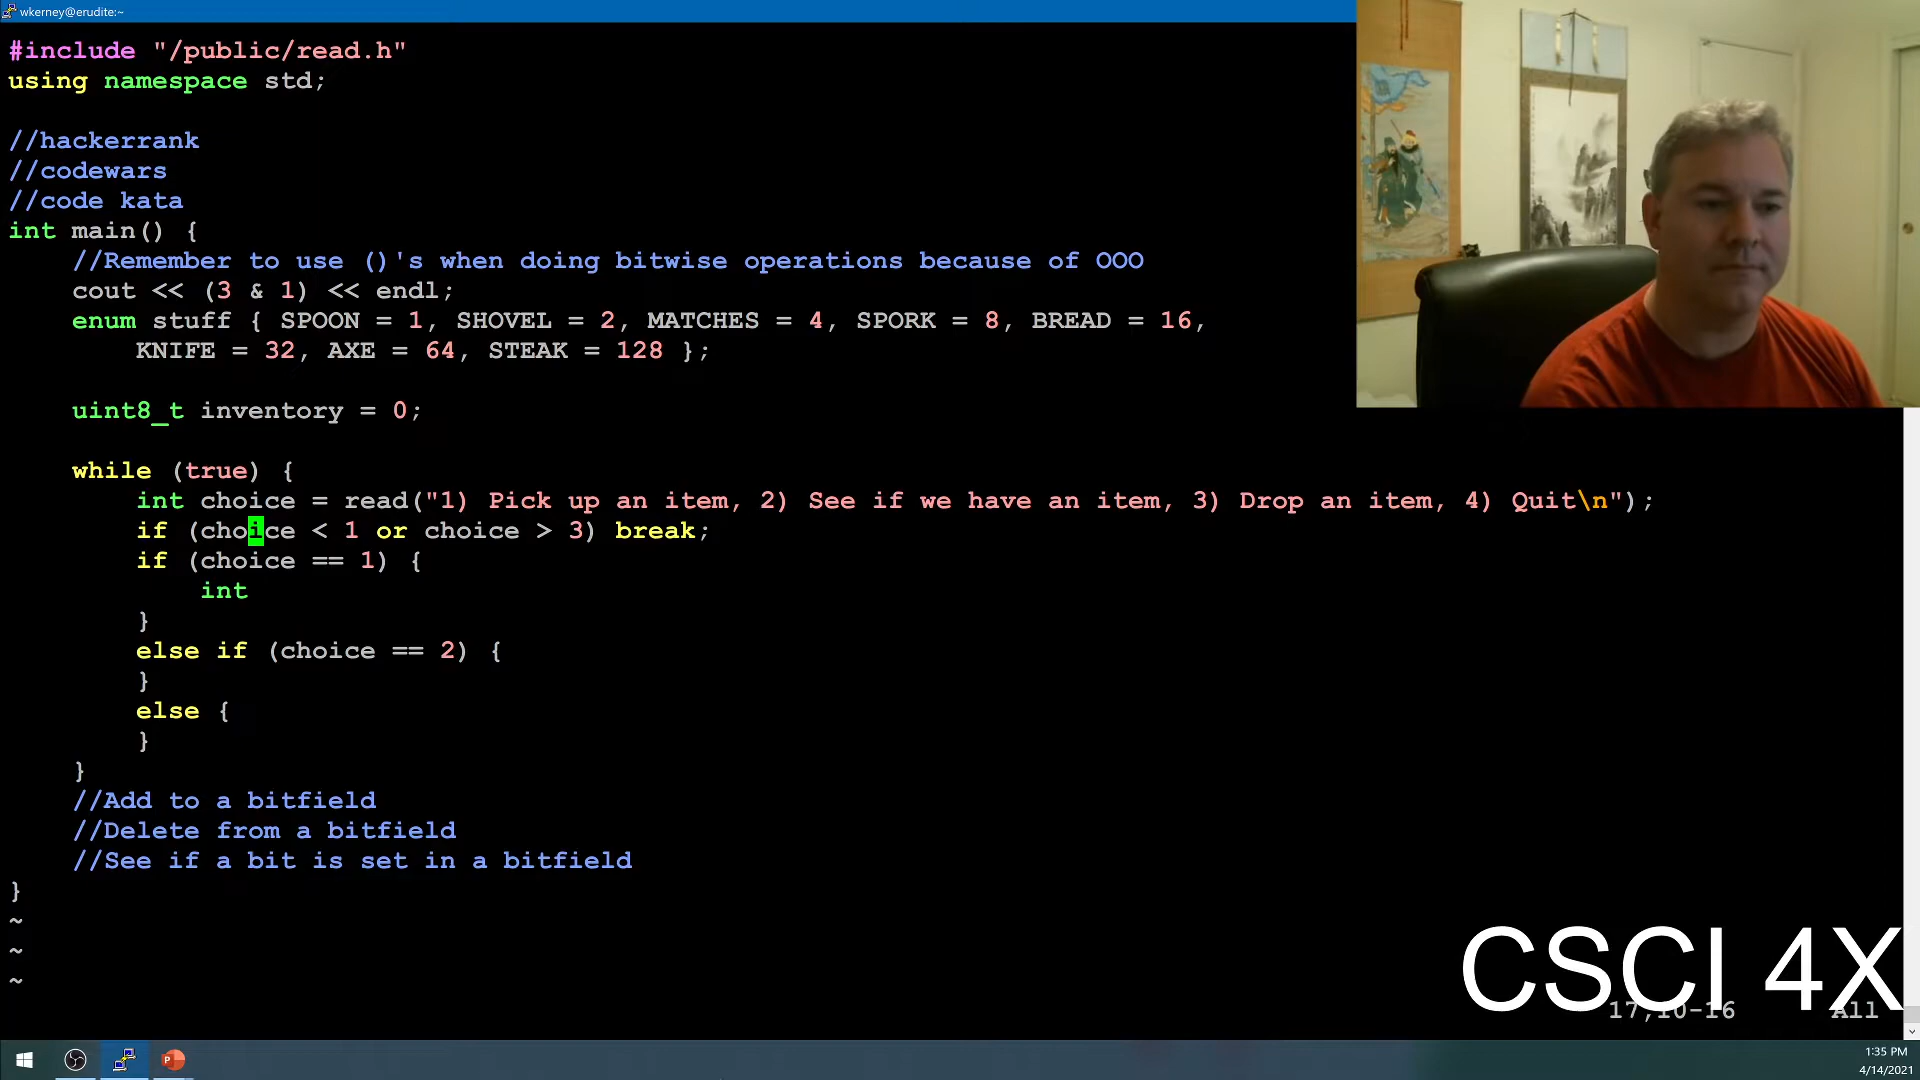 wkerney@erudite:~
#include "/public/read.h"
using namespace std;
//hackerrank
//codewars
//code kata
int main() {
//Remember to use ()'s when doing bitwise operations because of OOO
cout << (3 & 1) << endl;
enum stuff { SPOON = 1, SHOVEL = 2, MATCHES = 4, SPORK = 8, BREAD = 16,
KNIFE = 32, AXE = 64, STEAK = 128 };
uint8_t inventory = 0;
while (true) {
int choice = read("1) Pick up an item, 2) See if we have an item, 3) Drop an item, 4) Quit\n");
if (choice < 1 or choice > 3) break;
if (choice == 1) {
int
}
else if (choice == 2) {
}
else {
}
}
//Add to a bitfield
//Delete from a bitfield
//See if a bit is set in a bitfield
}
~
~
~
CSCI 4X
17,10-16 All
1:35 PM
4/14/2021